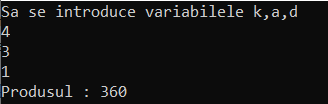 Sa se introduce variabilele k,a,d
4
3
1
Produsul : 360